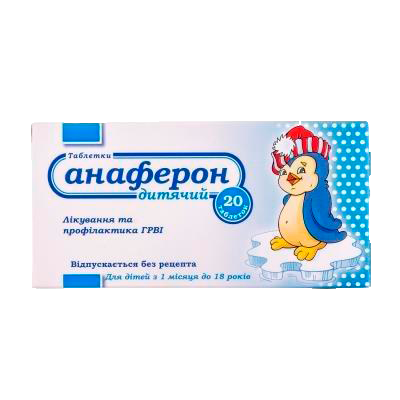 Таблетки
анаферон
дитячий
20
таблеток
Лікування та
профілактика ГРВІ
Відпускається без рецепта
Для дітей з 1 місяця до 18 років